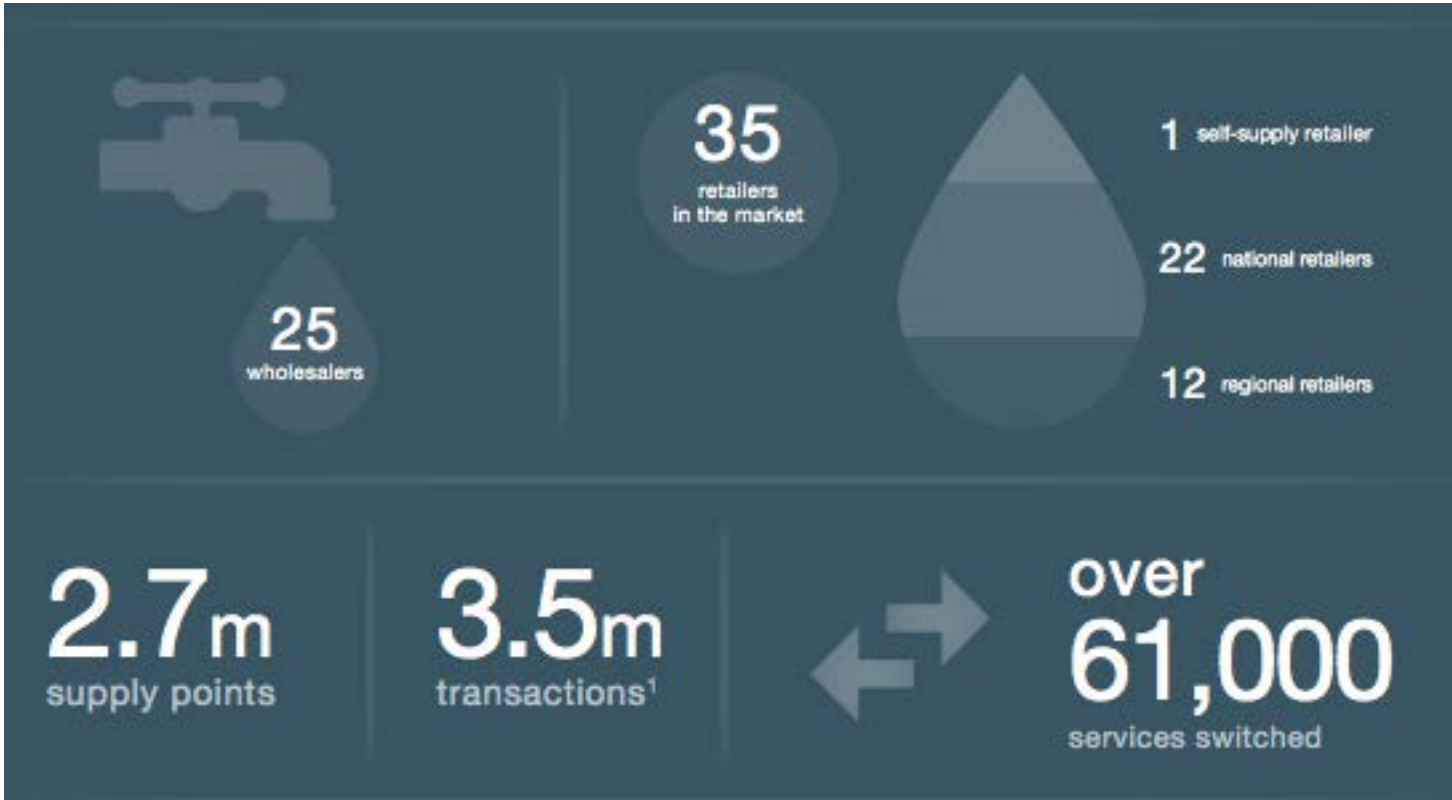 25
wholesalers
35
retailers
in the market
1 self-supply retailer
22 national retailers
12 regional retailers
2.7m
supply points
3.5m
transactions¹
over
61,000
services switched